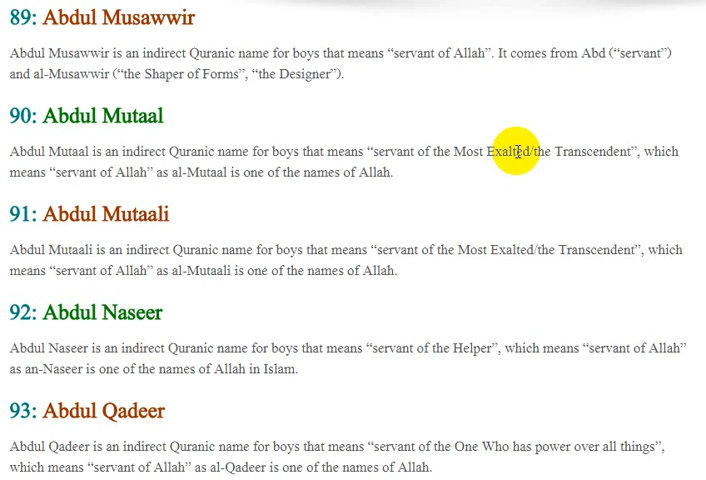 89: Abdul Musawwir
Abdul Musawwir is an indirect Quranic name for boys that means “servant of Allah”. It comes from Abd (“servant”)
and al-Musawwir (“the Shaper of Forms”, “the Designer”).
90: Abdul Mutaal
Abdul Mutaal is an indirect Quranic name for boys that means “servant of the Most Exalted/the Transcendent”, which
means “servant of Allah” as al-Mutaal is one of the names of Allah.
91: Abdul Mutaali
Abdul Mutaali is an indirect Quranic name for boys that means “servant of the Most Exalted/the Transcendent”, which
means “servant of Allah” as al-Mutaali is one of the names of Allah.
92: Abdul Naseer
Abdul Naseer is an indirect Quranic name for boys that means “servant of the Helper”, which means “servant of Allah”
as an-Naseer is one of the names of Allah in Islam.
93: Abdul Qadeer
Abdul Qadeer is an indirect Quranic name for boys that means “servant of the One Who has power over all things”,
which means “servant of Allah” as al-Qadeer is one of the names of Allah.